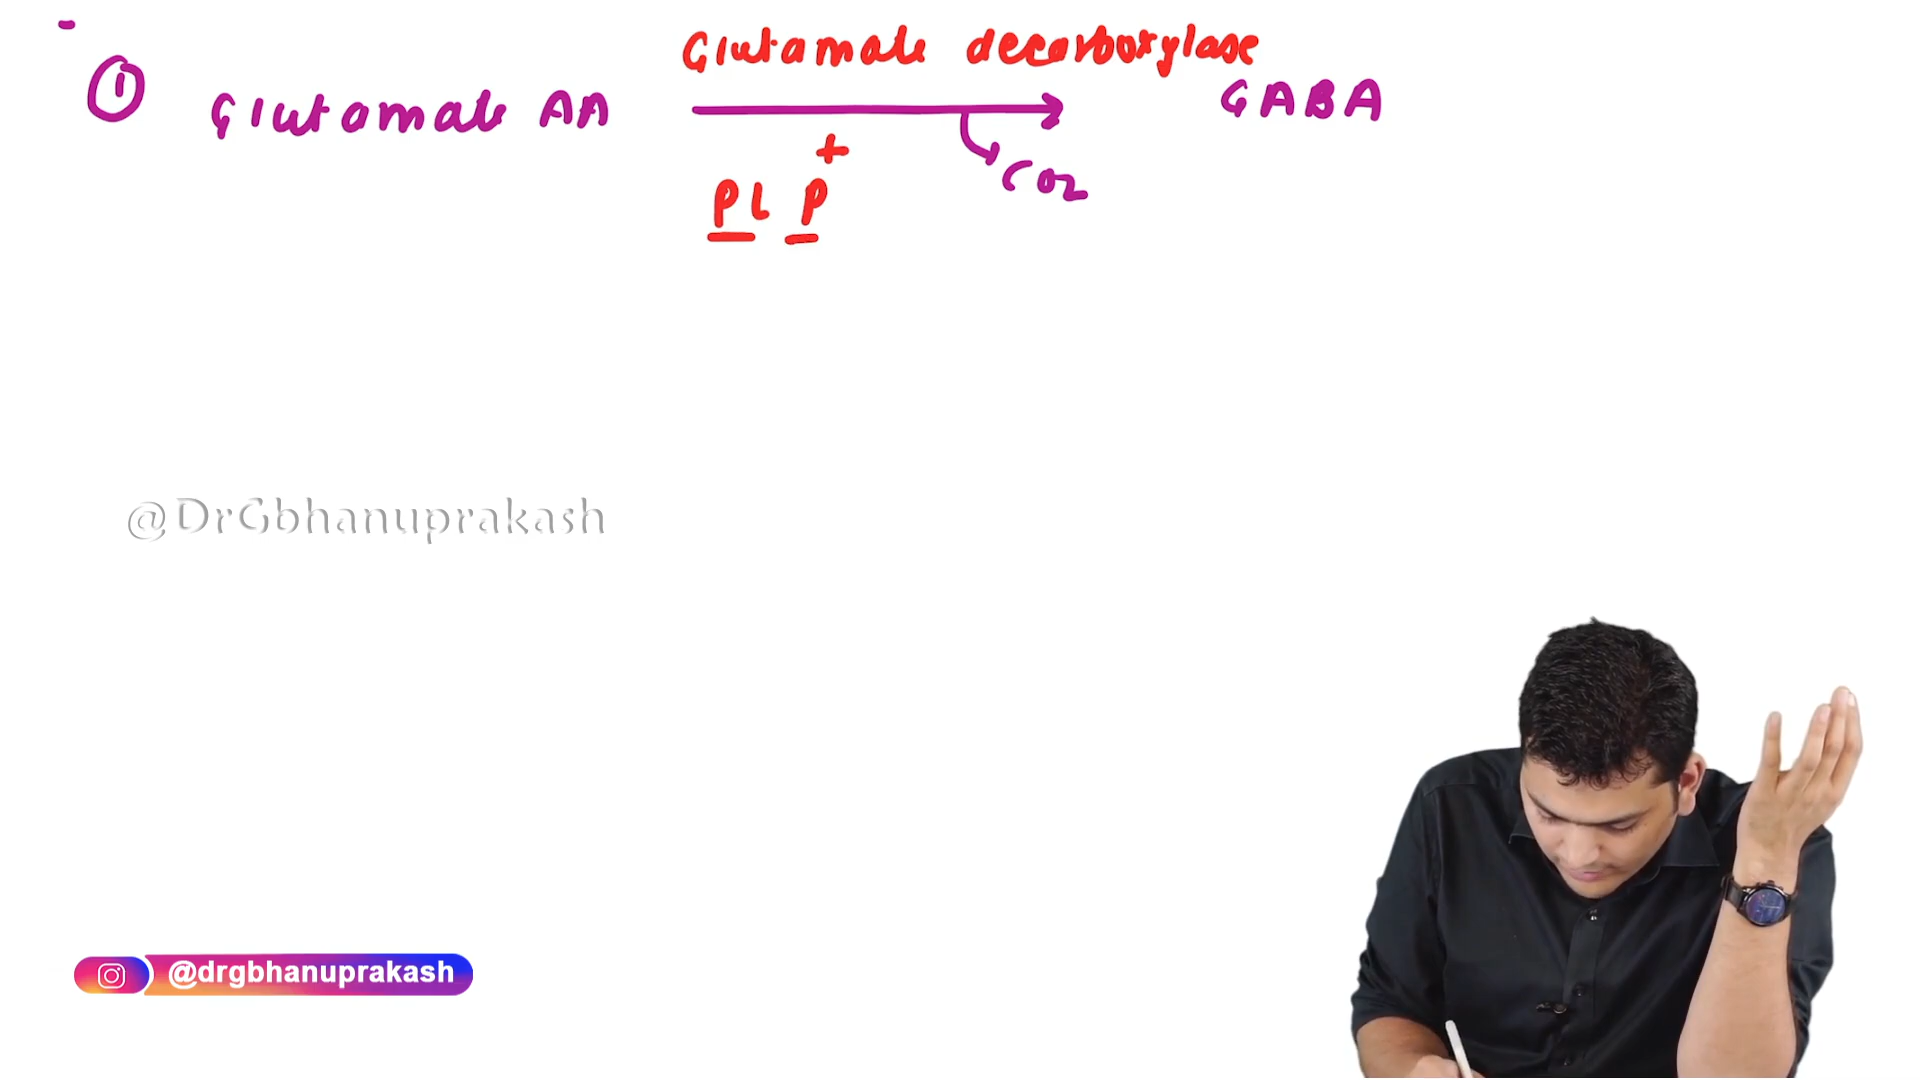 Glutamate decarboxylase
① Glutamate AA GABA
+
CO2
PLP
@DrGbhanuprakash
@drgbhanuprakash